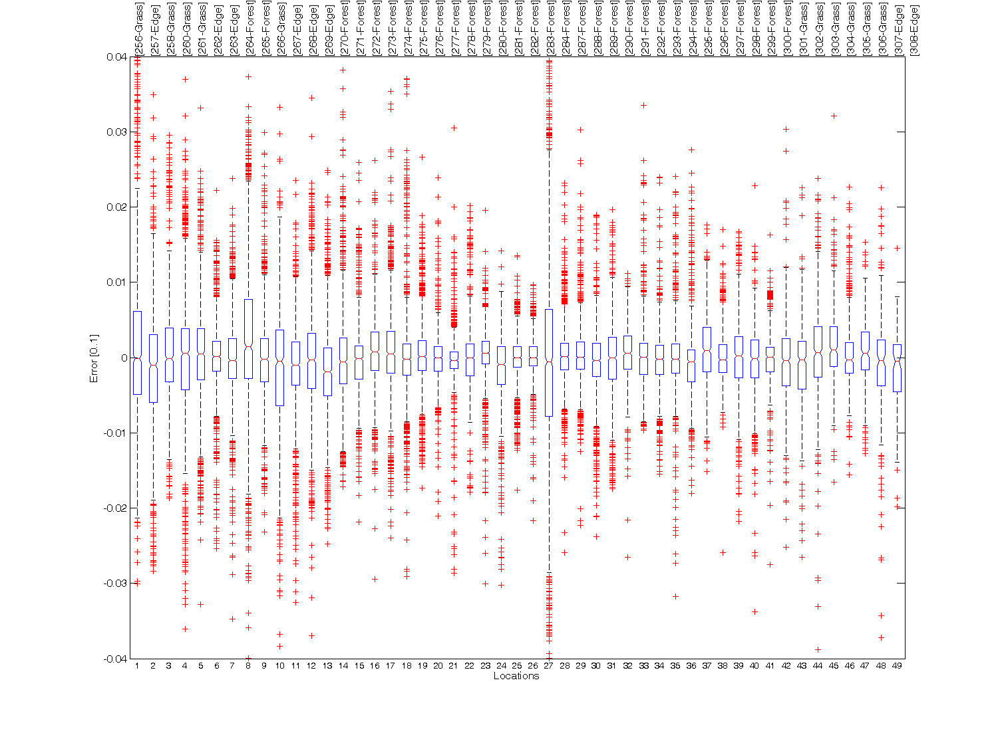 [256-Grass]
[257-Edge]
[258-Grass]
[260-Grass]
[261-Grass]
[262-Edge]
[263-Edge]
[264-Forest]
[265-Forest]
[266-Grass]
[267-Edge]
[268-Edge]
[269-Edge]
[270-Forest]
[271-Forest]
[272-Forest]
[273-Forest]
[274-Forest]
[275-Forest]
[276-Forest]
[277-Forest]
[278-Forest]
[279-Forest]
[280-Forest]
[281-Forest]
[282-Forest]
[283-Forest]
[284-Forest]
[287-Forest]
[288-Forest]
[289-Forest]
[290-Forest]
[291-Forest]
[292-Forest]
[293-Forest]
[294-Forest]
[295-Forest]
[296-Forest]
[297-Forest]
[298-Forest]
[299-Forest]
[300-Forest]
[301-Grass]
[302-Grass]
[303-Grass]
[304-Grass]
[305-Grass]
[306-Grass]
[307-Edge]
[308-Edge]
0.04
0.03
0.02
0.01
0
-0.01
-0.02
-0.03
-0.04
Error [0..1]
1 2 3 4 5 6 7 8 9 10 11 12 13 14 15 16 17 18 19 20 21 22 23 24 25 26 27 28 29 30 31 32 33 34 35 36 37 38 39 40 41 42 43 44 45 46 47 48 49
Locations